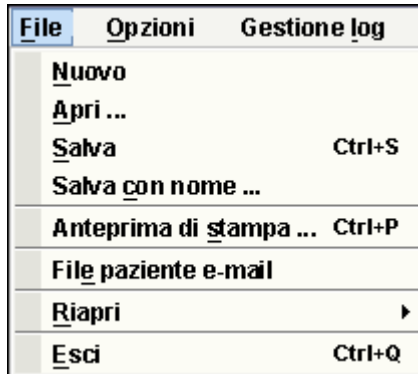 File Opzioni Gestione log
Nuovo
Apri ...
Salva Ctrl+S
Salva con nome ...
Anteprima di stampa ... Ctrl+P
File paziente e-mail
Riapri
Esci Ctrl+Q